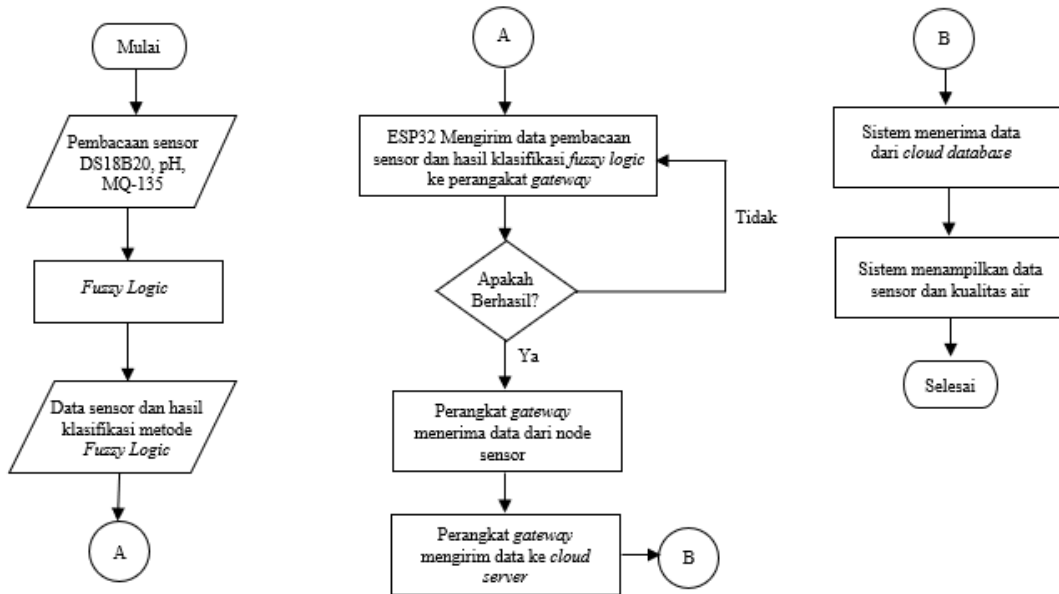 Mulai
Pembacaan sensor
DS18B20, pH,
MQ-135
Fuzzy Logic
Data sensor dan hasil
klasifikasi metode
Fuzzy Logic
A
A
ESP32 Mengirim data pembacaan
sensor dan hasil klasifikasi fuzzy logic
ke perangakat gateway
Tidak
Apakah
Berhasil?
Ya
Perangkat gateway
menerima data dari node
sensor
Perangkat gateway
mengirim data ke cloud
server
B
B
Sistem menerima data
dari cloud database
Sistem menampilkan data
sensor dan kualitas air
Selesai